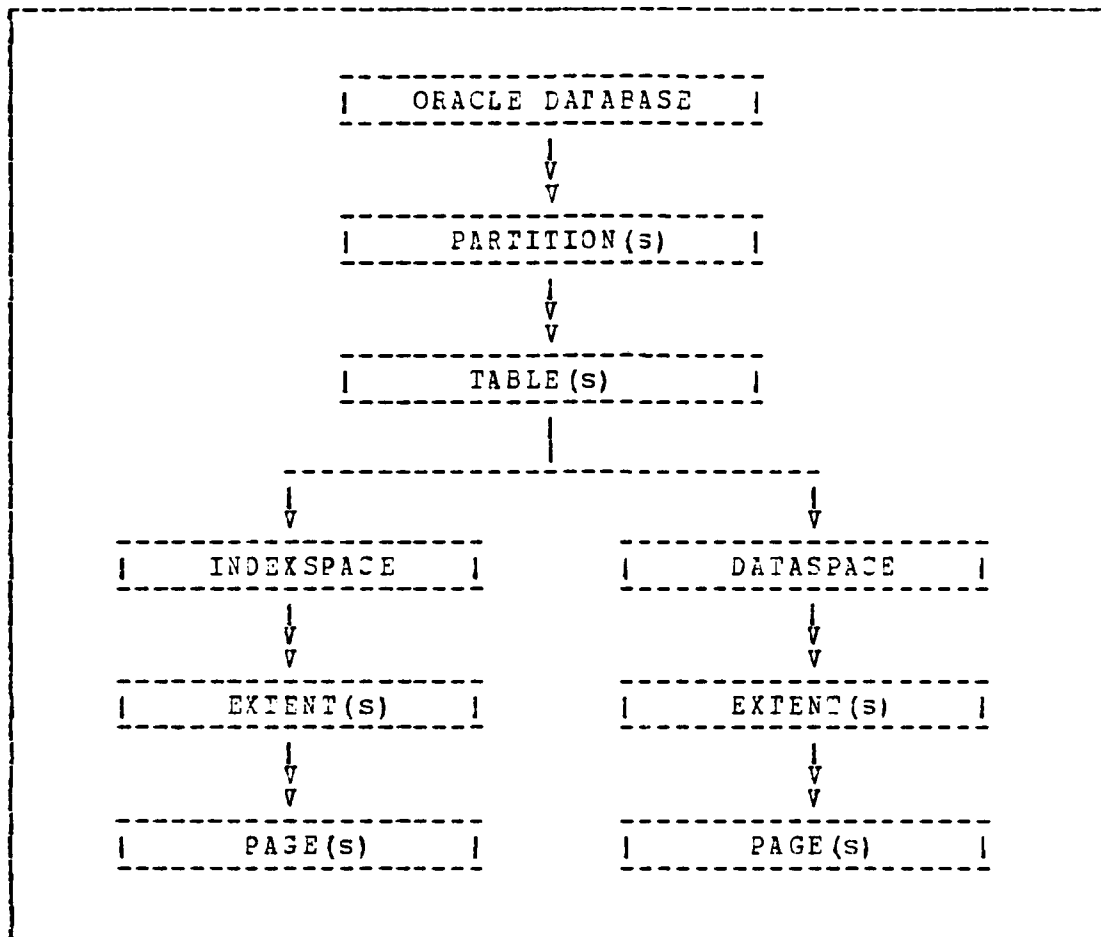 ORACLE DATABASE
PARTITION(s)
TABLE(s)
INDEXSPACE DATASPACE
EXTENT(s) EXTENT(s)
PAGE(s) PAGE(s)